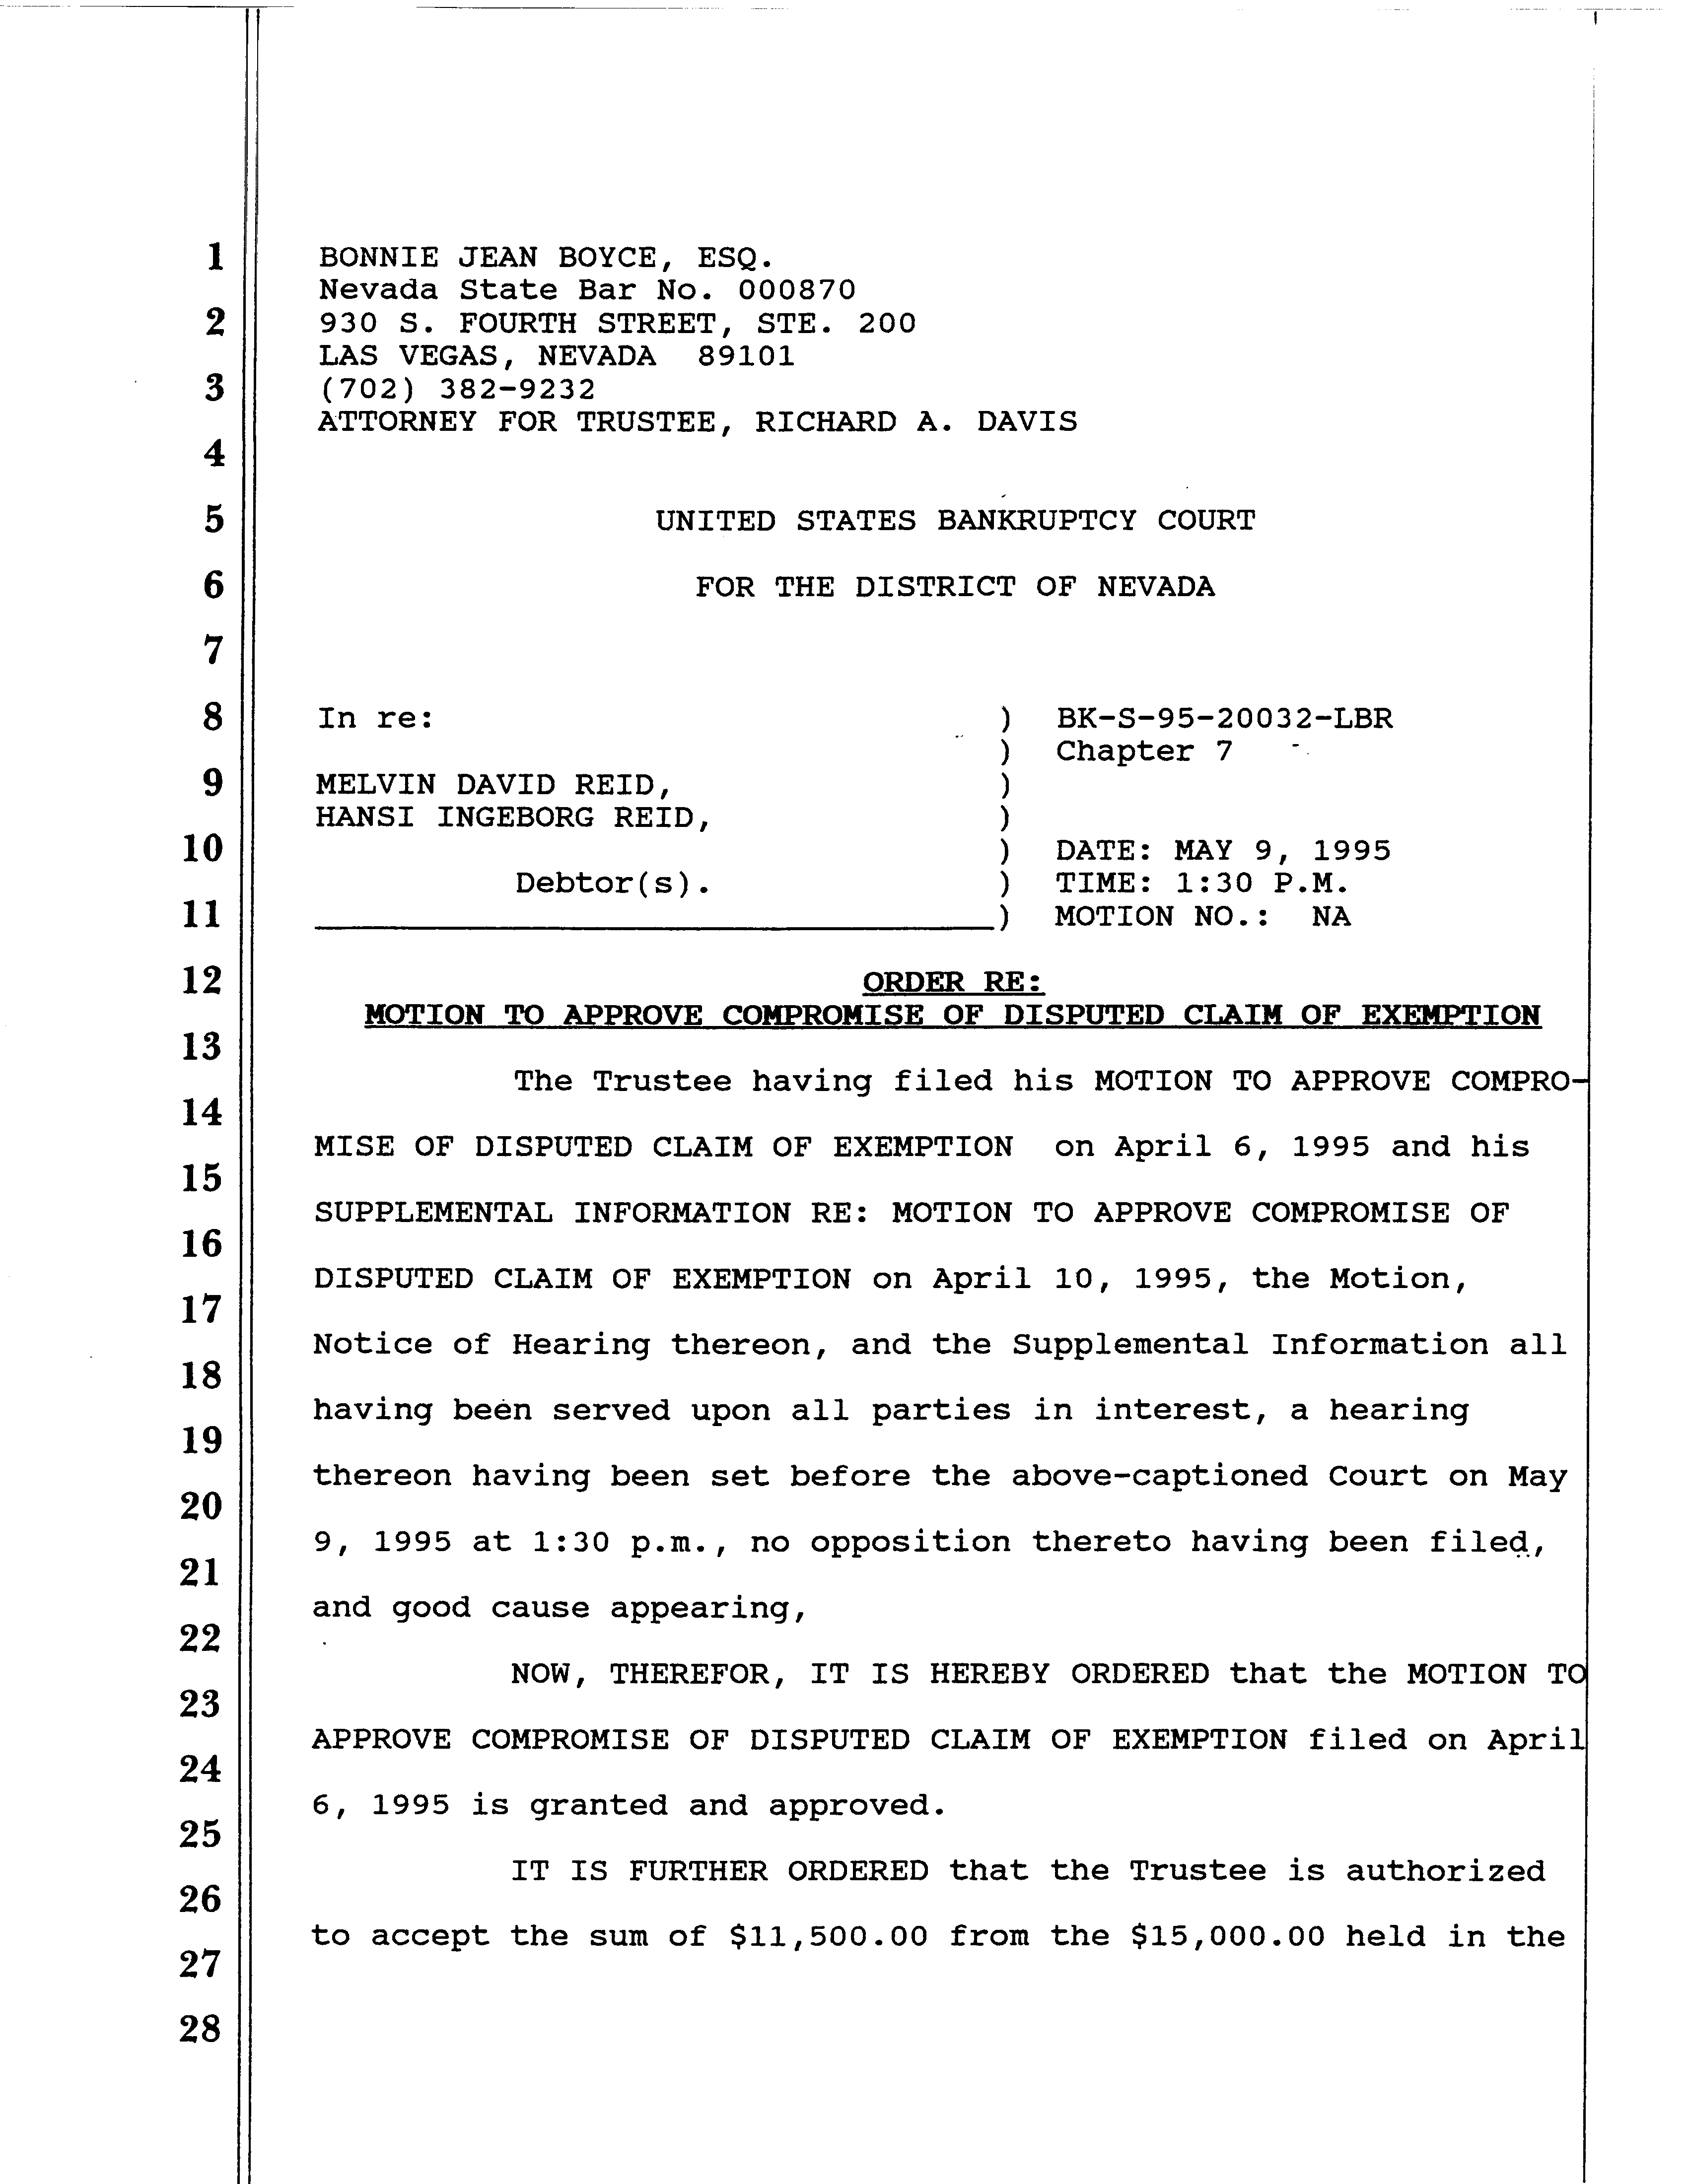 1 BONNIE JEAN BOYCE, ESQ.
Nevada State Bar No. 000870
2 930 S. FOURTH STREET, STE. 200
LAS VEGAS, NEVADA 89101
3 (702) 382-9232
ATTORNEY FOR TRUSTEE, RICHARD A. DAVIS
4
5 UNITED STATES BANKRUPTCY COURT
6 FOR THE DISTRICT OF NEVADA
7
8 In re: ) BK-S-95-20032-LBR
) Chapter 7
9 MELVIN DAVID REID, )
HANSI INGEBORG REID, )
10 ) DATE: MAY 9, 1995
Debtor(s). ) TIME: 1:30 P.M.
11 ) MOTION NO.: NA
12 ORDER RE:
MOTION TO APPROVE COMPROMISE OF DISPUTED CLAIM OF EXEMPTION
13
The Trustee having filed his MOTION TO APPROVE COMPRO-
14
MISE OF DISPUTED CLAIM OF EXEMPTION on April 6, 1995 and his
15
SUPPLEMENTAL INFORMATION RE: MOTION TO APPROVE COMPROMISE OF
16
DISPUTED CLAIM OF EXEMPTION on April 10, 1995, the Motion,
17
Notice of Hearing thereon, and the Supplemental Information all
18
having been served upon all parties in interest, a hearing
19
thereon having been set before the above-captioned Court on May
20
9, 1995 at 1:30 p.m., no opposition thereto having been filed,
21
and good cause appearing,
22
NOW, THEREFOR, IT IS HEREBY ORDERED that the MOTION TO
23
APPROVE COMPROMISE OF DISPUTED CLAIM OF EXEMPTION filed on April
24
6, 1995 is granted and approved.
25
IT IS FURTHER ORDERED that the Trustee is authorized
26
to accept the sum of $11,500.00 from the $15,000.00 held in the
27
28